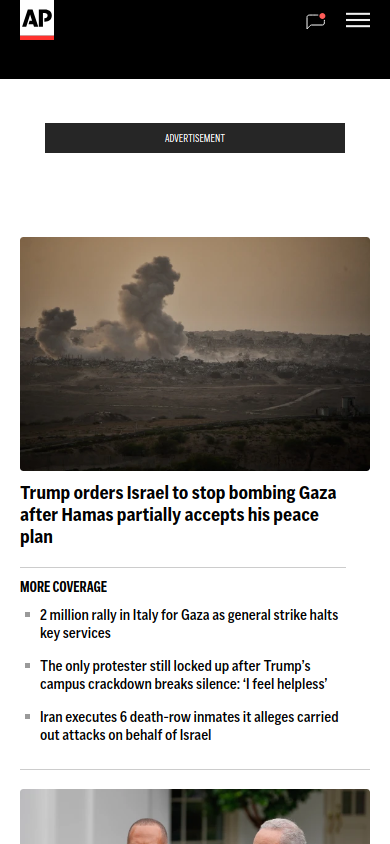 AP
ADVERTISEMENT
Trump orders Israel to stop bombing Gaza
after Hamas partially accepts his peace
plan
MORE COVERAGE
2 million rally in Italy for Gaza as general strike halts
key services
The only protester still locked up after Trump’s
campus crackdown breaks silence: ‘I feel helpless’
Iran executes 6 death-row inmates it alleges carried
out attacks on behalf of Israel